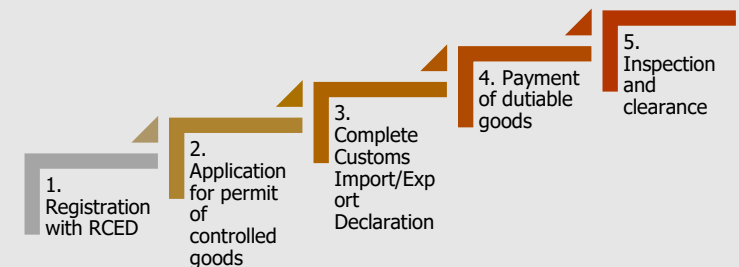 1.
Registration
with RCED
2.
Application
for permit
of
controlled
goods
3.
Complete
Customs
Import/Exp
ort
Declaration
4. Payment
of dutiable
goods
5.
Inspection
and
clearance